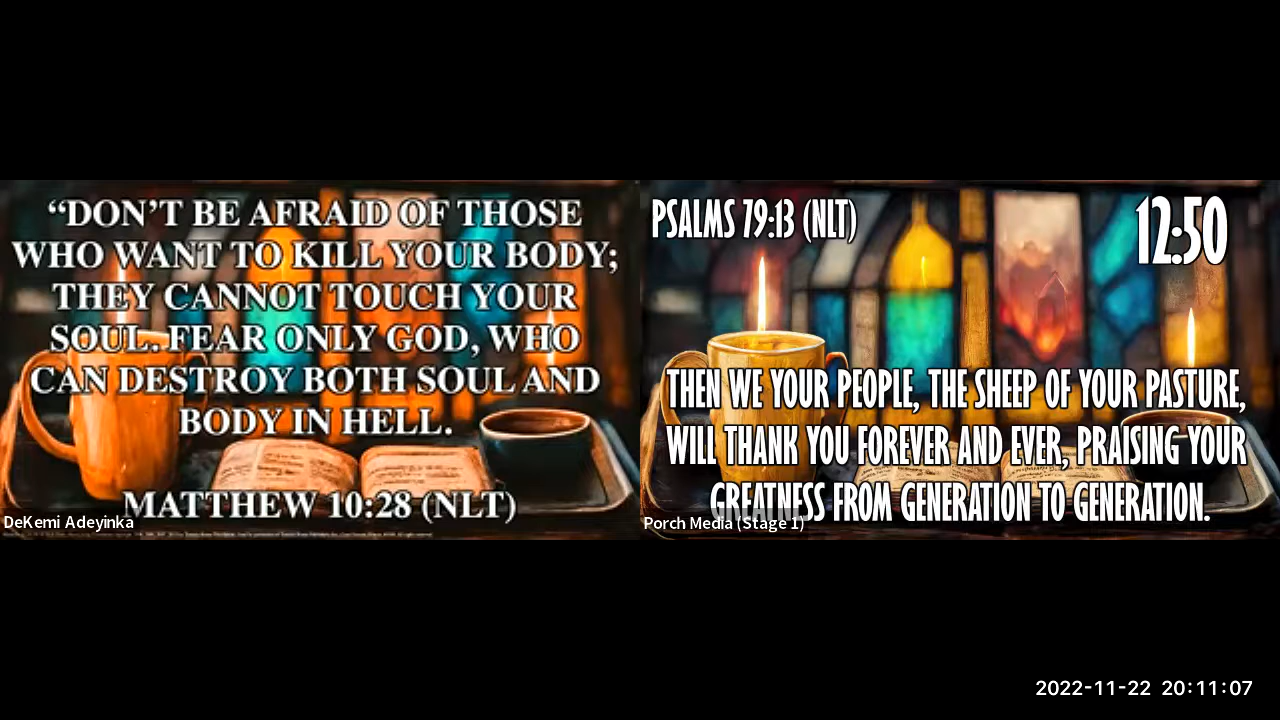 “DON’T BE AFRAID OF THOSE
WHO WANT TO KILL YOUR BODY;
THEY CANNOT TOUCH YOUR
SOUL. FEAR ONLY GOD, WHO
CAN DESTROY BOTH SOUL AND
BODY IN HELL.
MATTHEW 10:28 (NLT)
DeKemi Adeyinka
PSALMS 79:13 (NLT)
12:50
THEN WE YOUR PEOPLE, THE SHEEP OF YOUR PASTURE,
WILL THANK YOU FOREVER AND EVER, PRAISING YOUR
GREATNESS FROM GENERATION TO GENERATION.
Porch Media (Stage 1)
2022-11-22 20:11:07